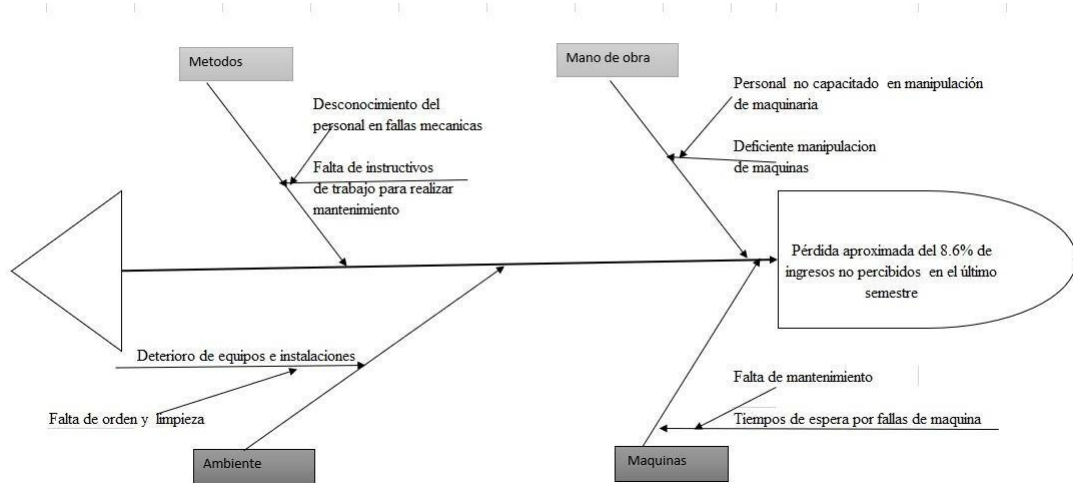 Metodos
Mano de obra
Desconocimiento del
personal en fallas mecanicas
Falta de instructivos
de trabajo para realizar
mantenimiento
Personal no capacitado en manipulación
de maquinaria
Deficiente manipulacion
de maquinas
Pérdida aproximada del 8.6% de
ingresos no percibidos en el último
semestre
Deterioro de equipos e instalaciones
Falta de orden y limpieza
Falta de mantenimiento
Tiempos de espera por fallas de maquina
Ambiente
Maquinas